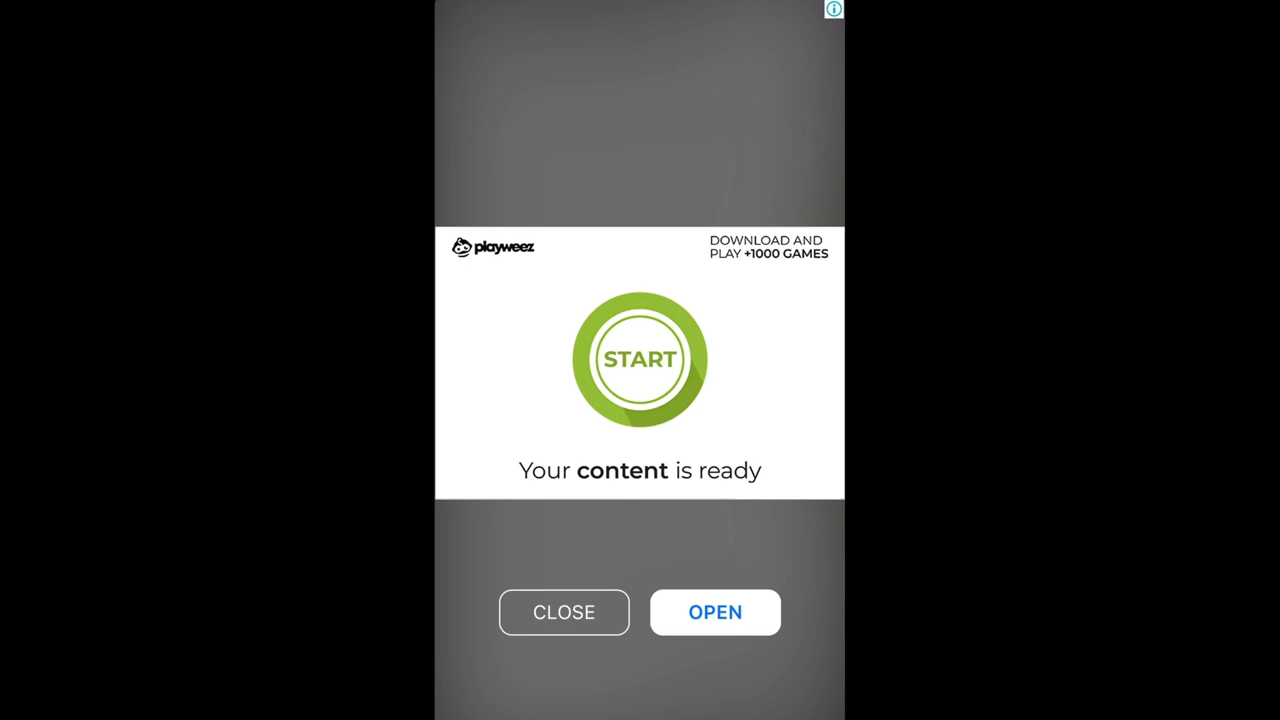 playweez
DOWNLOAD AND
PLAY +1000 GAMES
START
Your content is ready
CLOSE
OPEN